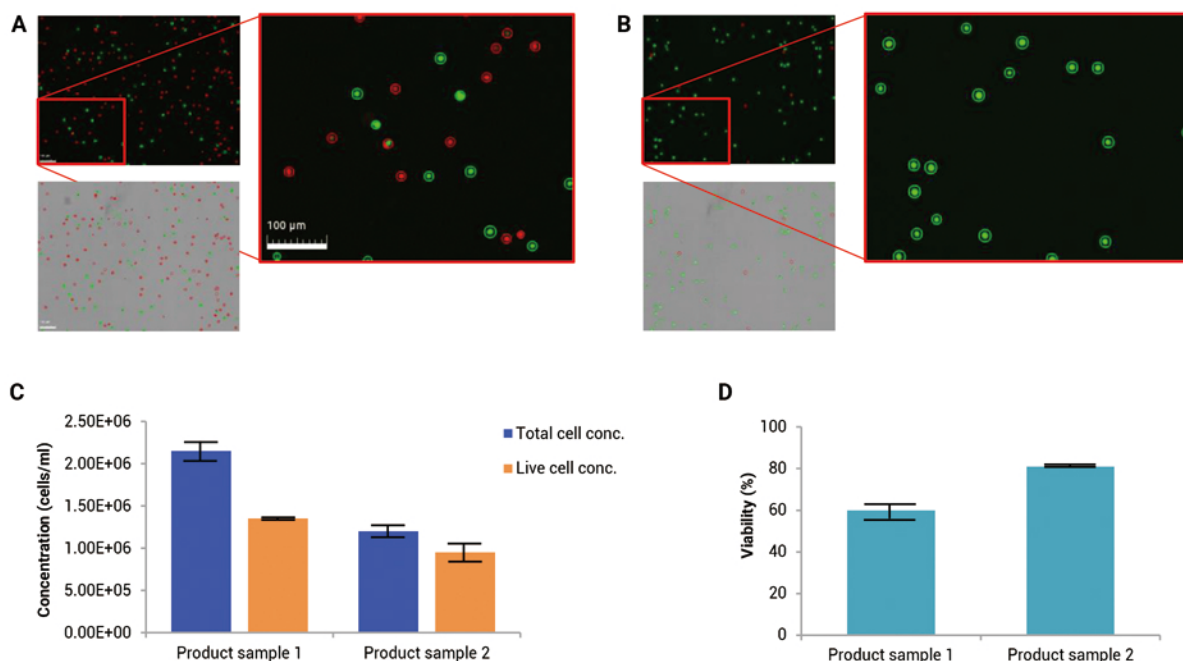 A
B
100 μm
C
D
2.50E+06
2.00E+06
1.50E+06
1.00E+06
5.00E+05
0.00E+00
Concentration (cells/ml)
Total cell conc.
Live cell conc.
Product sample 1
Product sample 2
100
80
60
40
20
0
Viability (%)
Product sample 1
Product sample 2